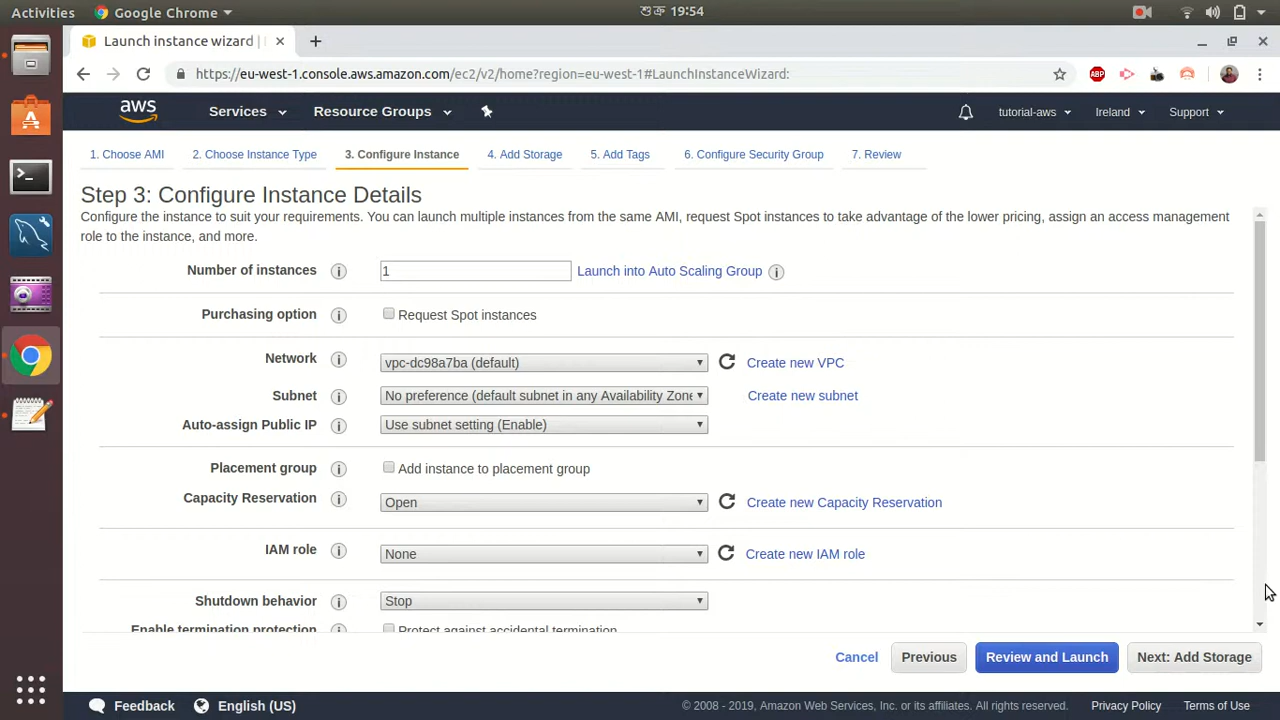 Activities
Google Chrome
শুক্র 19:54
Launch instance wizard |
https://eu-west-1.console.aws.amazon.com/ec2/v2/home?region=eu-west-1#LaunchInstanceWizard:
ABP
aws
Services
Resource Groups
tutorial-aws
Ireland
Support
1. Choose AMI
2. Choose Instance Type
3. Configure Instance
4. Add Storage
5. Add Tags
6. Configure Security Group
7. Review
Step 3: Configure Instance Details
Configure the instance to suit your requirements. You can launch multiple instances from the same AMI, request Spot instances to take advantage of the lower pricing, assign an access management
role to the instance, and more.
Number of instances
1
Launch into Auto Scaling Group
Purchasing option
Request Spot instances
Network
vpc-dc98a7ba (default)
Create new VPC
Subnet
No preference (default subnet in any Availability Zone
Create new subnet
Auto-assign Public IP
Use subnet setting (Enable)
Placement group
Add instance to placement group
Capacity Reservation
Open
Create new Capacity Reservation
IAM role
None
Create new IAM role
Shutdown behavior
Stop
Enable termination protection
Protect against accidental termination
Cancel
Previous
Review and Launch
Next: Add Storage
Feedback
English (US)
© 2008 - 2019, Amazon Web Services, Inc. or its affiliates. All rights reserved.
Privacy Policy
Terms of Use